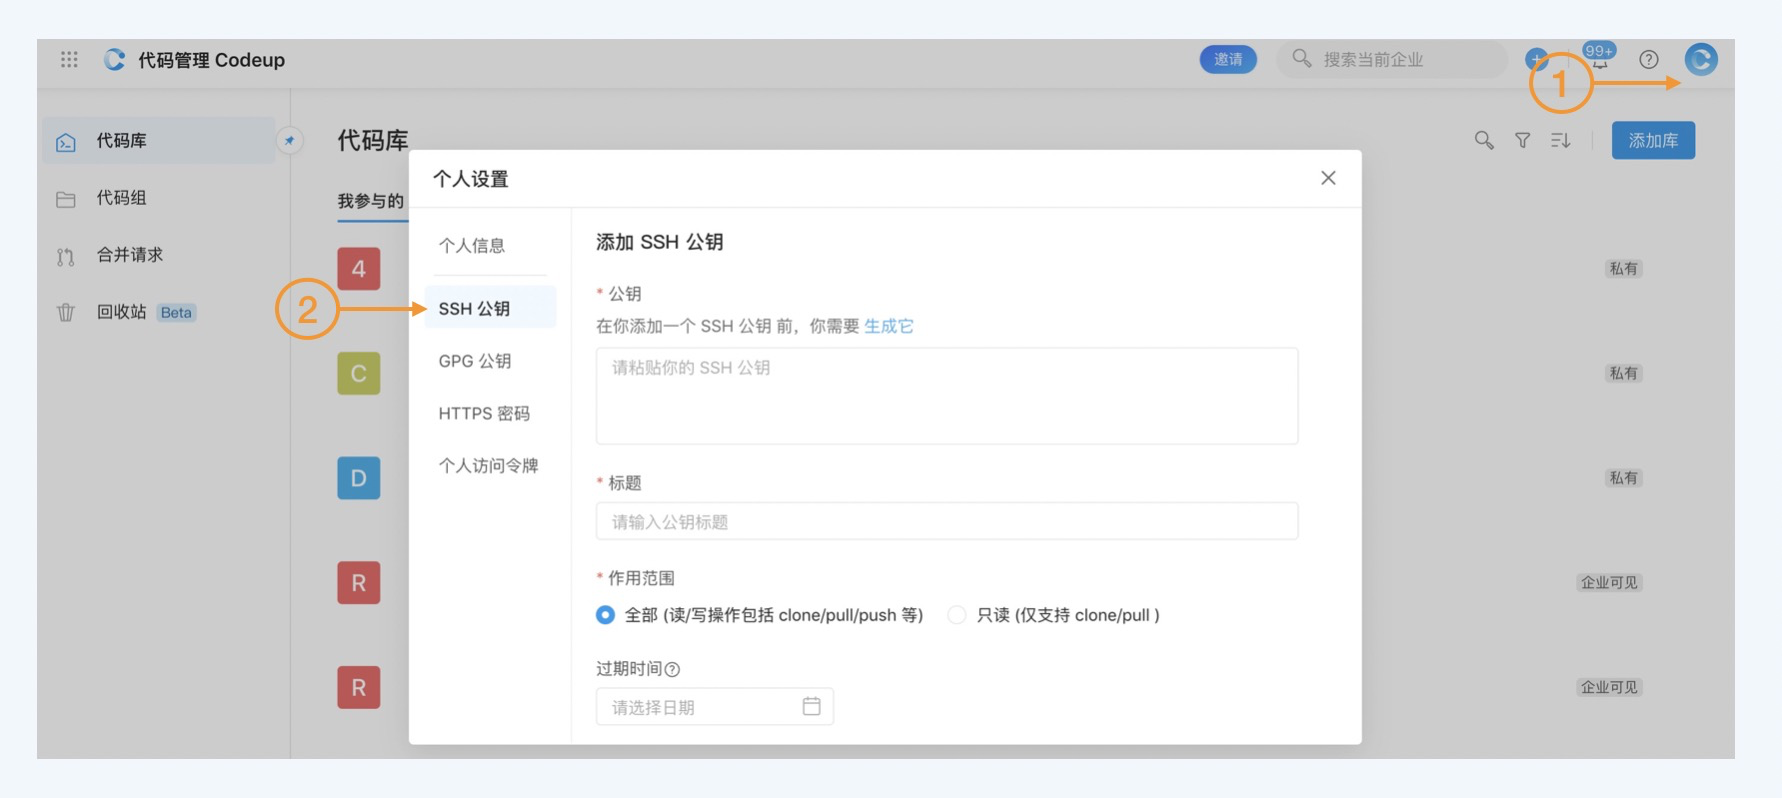 代码管理 Codeup
邀请
搜索当前企业
99+
1
代码库
代码组
合并请求
回收站 Beta
代码库
添加库
我参与的
4
私有
C
私有
D
私有
R
企业可见
R
企业可见
2
个人设置
个人信息
SSH 公钥
GPG 公钥
HTTPS 密码
个人访问令牌
添加 SSH 公钥
* 公钥
在你添加一个 SSH 公钥 前，你需要 生成它
请粘贴你的 SSH 公钥
* 标题
请输入公钥标题
* 作用范围
全部 (读/写操作包括 clone/pull/push 等) 只读 (仅支持 clone/pull )
过期时间
请选择日期